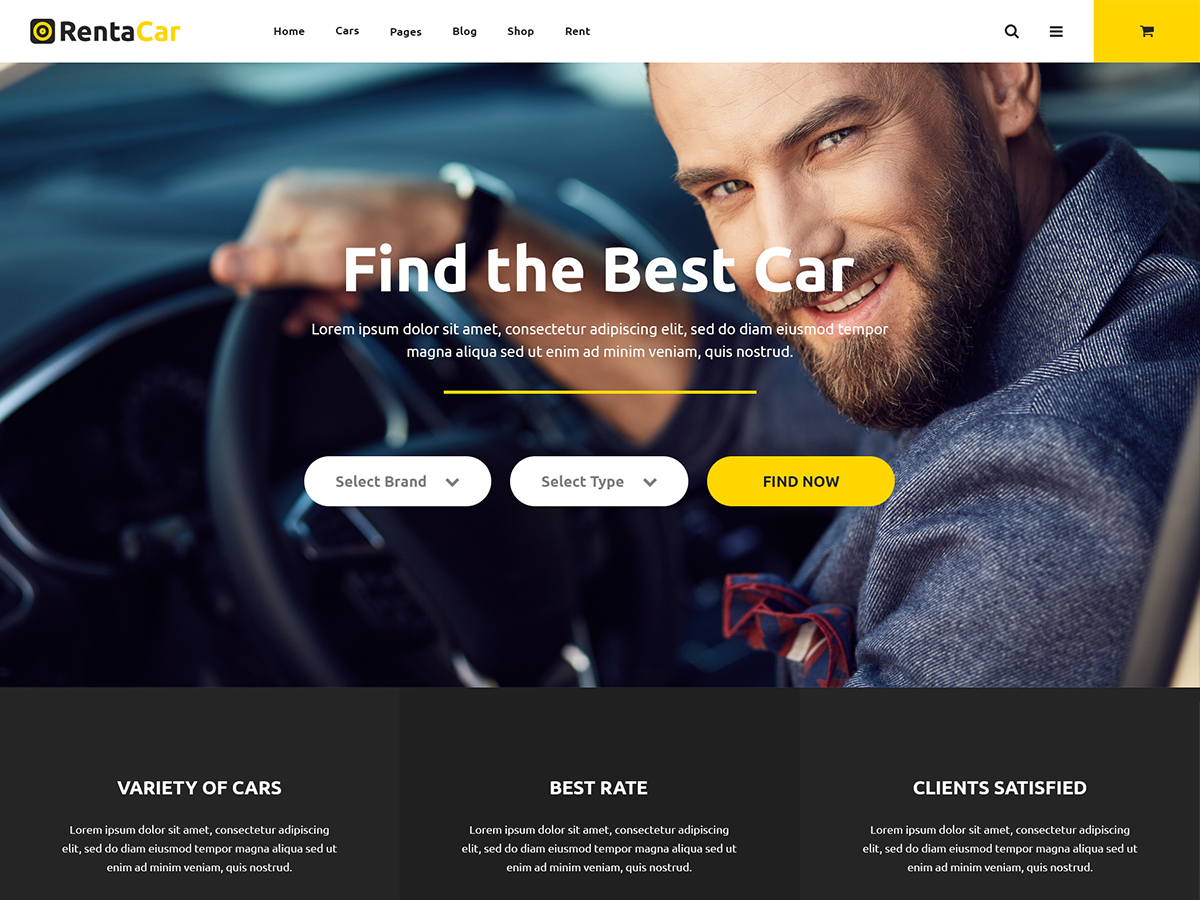 RentaCar
Home Cars Pages Blog Shop Rent
Find the Best Car
Lorem ipsum dolor sit amet, consectetur adipiscing elit, sed do diam eiusmod tempor
magna aliqua sed ut enim ad minim veniam, quis nostrud.
Select Brand
Select Type
FIND NOW
VARIETY OF CARS
Lorem ipsum dolor sit amet, consectetur adipiscing
elit, sed do diam eiusmod tempor magna aliqua sed ut
enim ad minim veniam, quis nostrud.
BEST RATE
Lorem ipsum dolor sit amet, consectetur adipiscing
elit, sed do diam eiusmod tempor magna aliqua sed ut
enim ad minim veniam, quis nostrud.
CLIENTS SATISFIED
Lorem ipsum dolor sit amet, consectetur adipiscing
elit, sed do diam eiusmod tempor magna aliqua sed ut
enim ad minim veniam, quis nostrud.